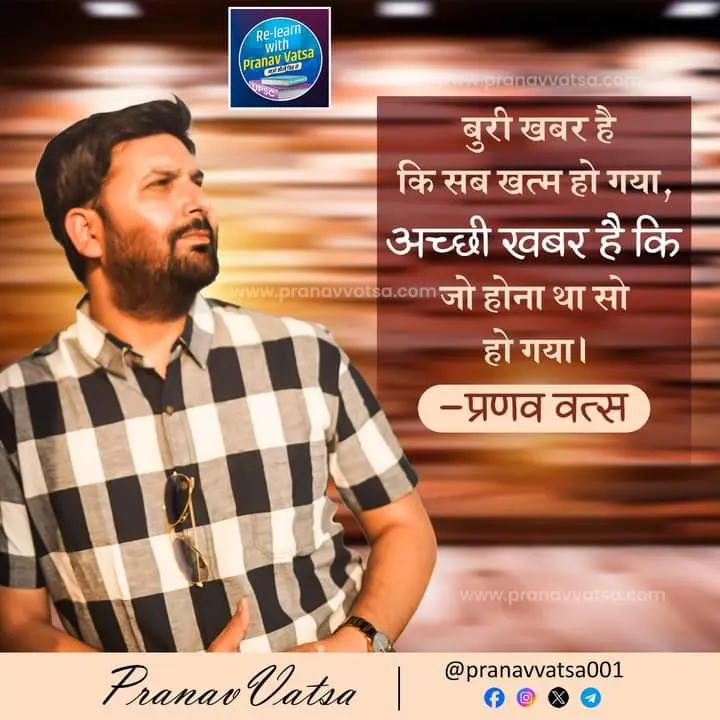 Re-learn
with
Pranav Vatsa
UPSC
www.pranavvatsa.com
बुरी खबर है
कि सब खत्म हो गया,
अच्छी खबर है कि
www.pranavvatsa.com
जो होना था सो
हो गया।
–प्रणव वत्स
www.pranavvatsa.com
Pranav Vatsa
@pranavvatsa001